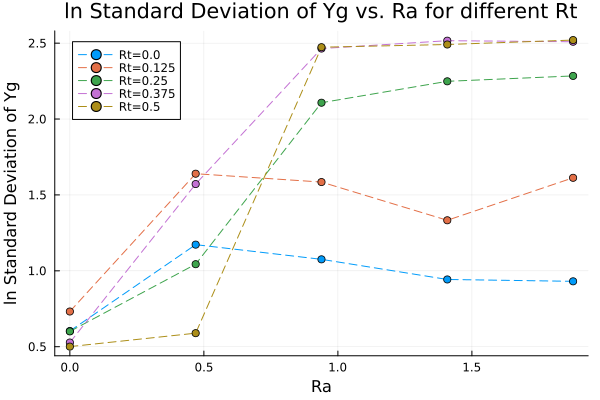 ln Standard Deviation of Yg vs. Ra for different Rt
ln Standard Deviation of Yg
2.5
2.0
1.5
1.0
0.5
Rt=0.0
Rt=0.125
Rt=0.25
Rt=0.375
Rt=0.5
0.0
0.5
1.0
1.5
Ra